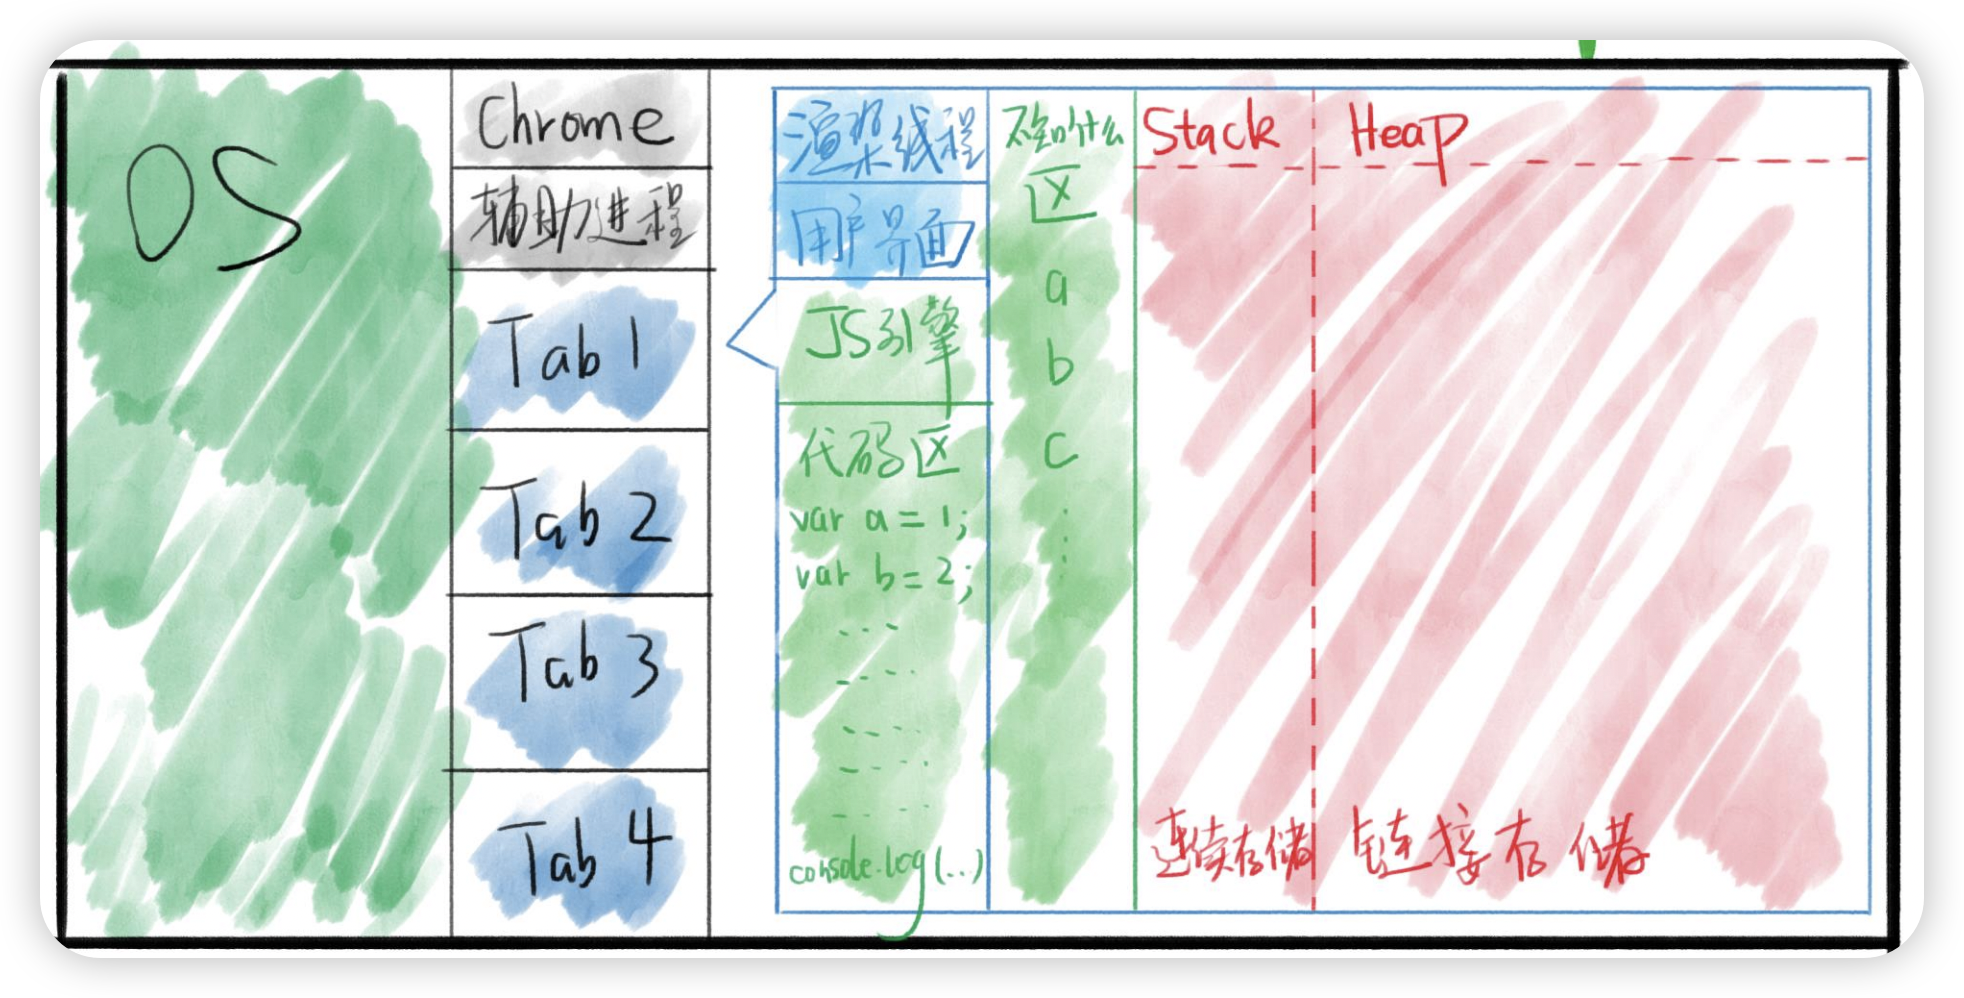 OS
Chrome
辅助进程
Tab 1
Tab 2
Tab 3
Tab 4
渲染线程
用户界面
JS引擎
代码区
var a = 1;
var b = 2;
console.log(...)
不知叫什么
区
a
b
c
Stack
连续存储
Heap
链接存储